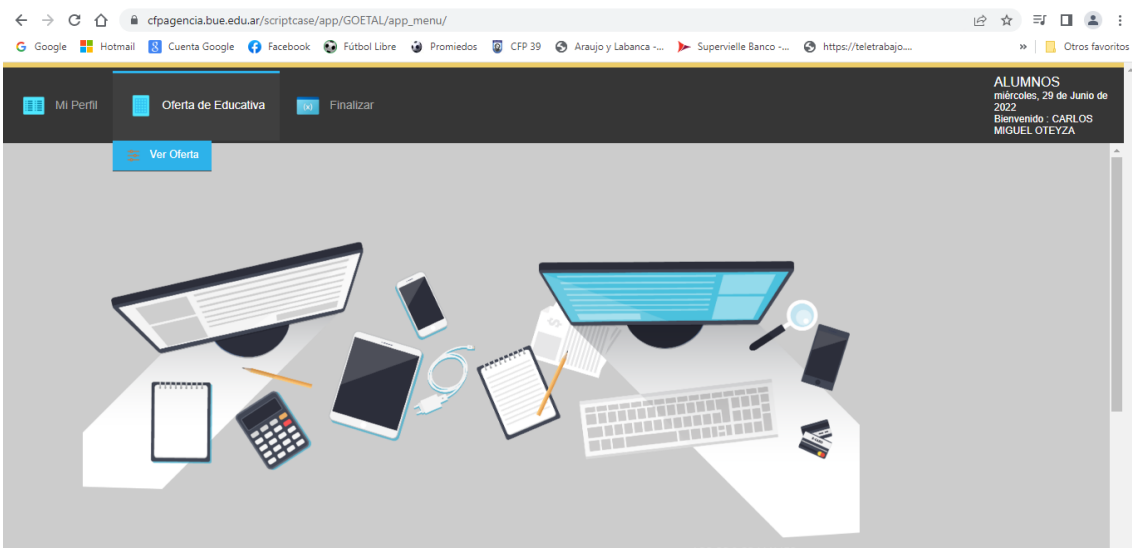 cfpagencia.bue.edu.ar/scriptcase/app/GOETAL/app_menu/
Google Hotmail Cuenta Google Facebook Fútbol Libre Promiedos CFP 39 Araujo y Labanca -... Supervielle Banco -... https://teletrabajo.... » Otros favoritos
Mi Perfil Oferta de Educativa Finalizar
ALUMNOS
miércoles, 29 de Junio de
2022
Bienvenido : CARLOS
MIGUEL OTEYZA
Ver Oferta